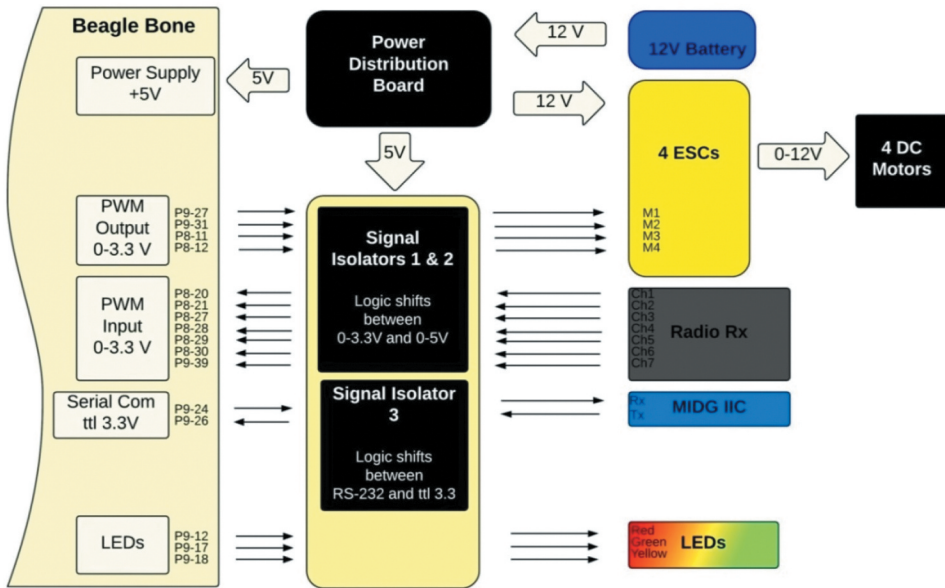 Beagle Bone
Power Supply
+5V
5V
Power
Distribution
Board
12 V
12V Battery
12 V
4 ESCs
0-12V
4 DC
Motors
5V
PWM
Output
0-3.3 V
P9-27
P9-31
P8-11
P8-12
Signal
Isolators 1 & 2
Logic shifts
between
0-3.3V and 0-5V
M1
M2
M3
M4
PWM
Input
0-3.3 V
P8-20
P8-21
P8-27
P8-28
P8-29
P8-30
P9-39
Ch1
Ch2
Ch3
Ch4
Ch5
Ch6
Ch7
Radio Rx
Serial Com
ttl 3.3V
P9-24
P9-26
Signal Isolator
3
Logic shifts
between
RS-232 and ttl 3.3
Rx
Tx
MIDG IIC
LEDs
P9-12
P9-17
P9-18
Red
Green
Yellow
LEDs